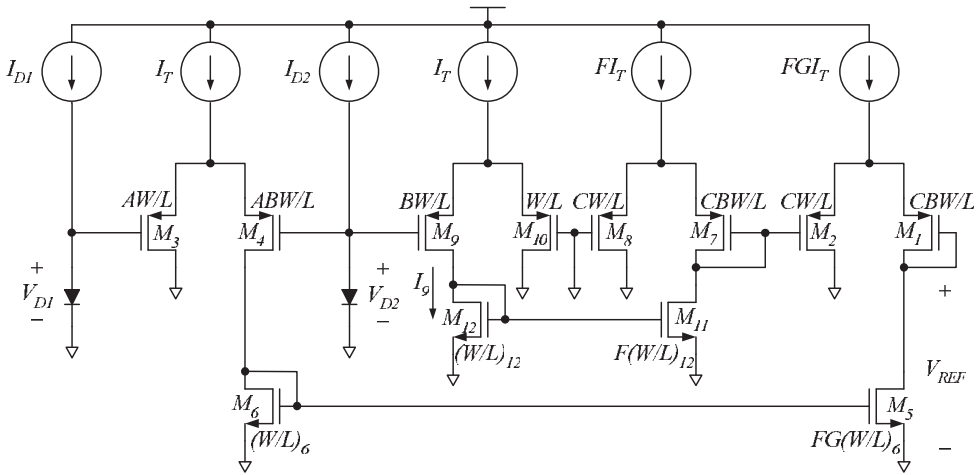 I_{D1} I_T I_{D2} I_T FI_T FGI_T
AW/L ABW/L BW/L W/L CW/L CBW/L CW/L CBW/L
M_3 M_4 M_9 M_{10} M_8 M_7 M_2 M_1
+ + +
V_{D1} V_{D2} I_9
− −
M_{12} M_{11}
(W/L)_{12} F(W/L)_{12}
V_{REF}
M_6 M_5
(W/L)_6 FG(W/L)_6 −